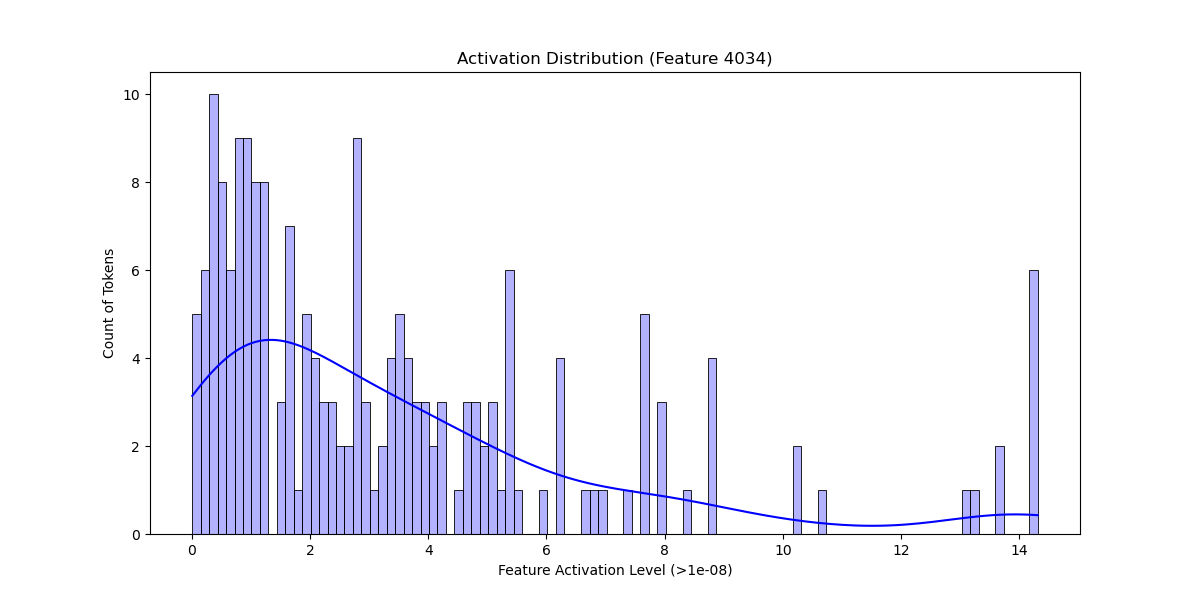 Activation Distribution (Feature 4034)
10
8
6
4
2
0
Count of Tokens
0 2 4 6 8 10 12 14
Feature Activation Level (>1e-08)